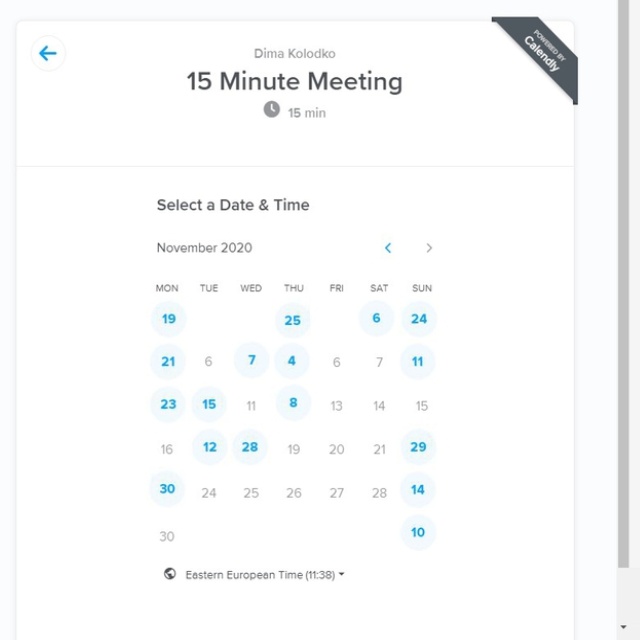 POWERED BY
Calendly
Dima Kolodko
15 Minute Meeting
15 min
Select a Date & Time
November 2020
MON TUE WED THU FRI SAT SUN
19 25 6 24
21 6 7 4 6 7 11
23 15 11 8 13 14 15
16 12 28 19 20 21 29
30 24 25 26 27 28 14
30 10
Eastern European Time (11:38)